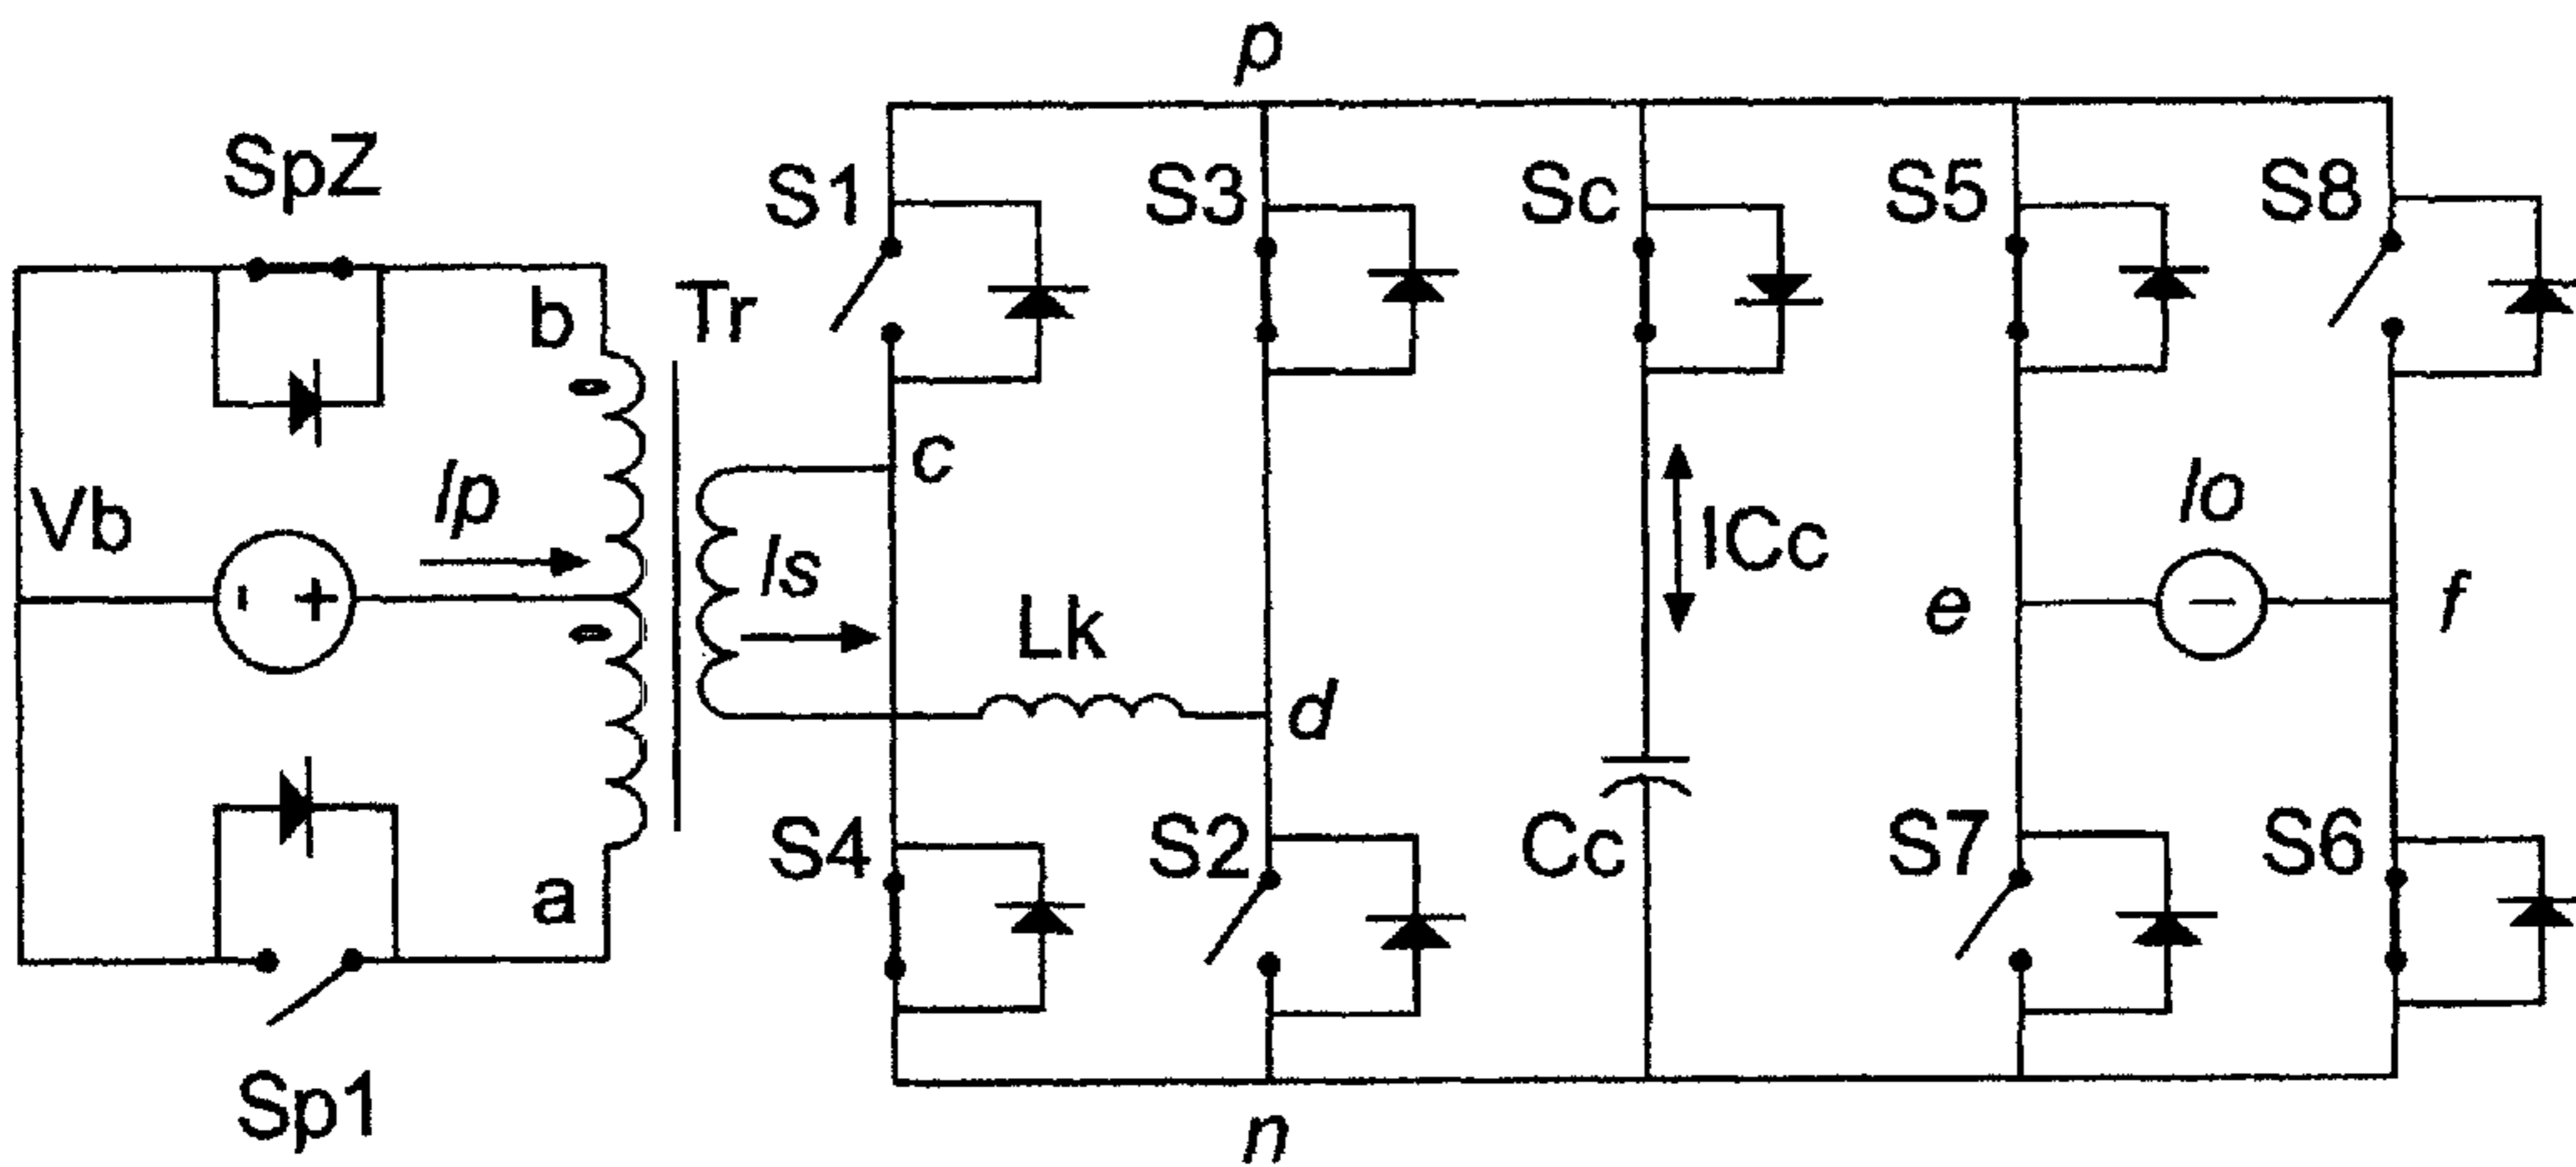 p
SpZ
S1
S3
Sc
S5
S8
b
Tr
Vb
Ip
c
Is
Lk
ICc
Io
e
f
d
- +
−
S4
S2
Cc
S7
S6
a
Sp1
n